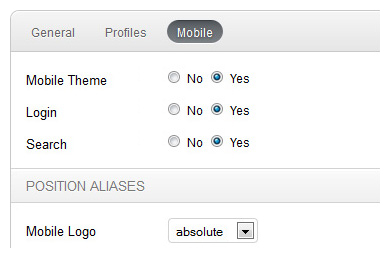 General Profiles Mobile
Mobile Theme No Yes
Login No Yes
Search No Yes
POSITION ALIASES
Mobile Logo absolute